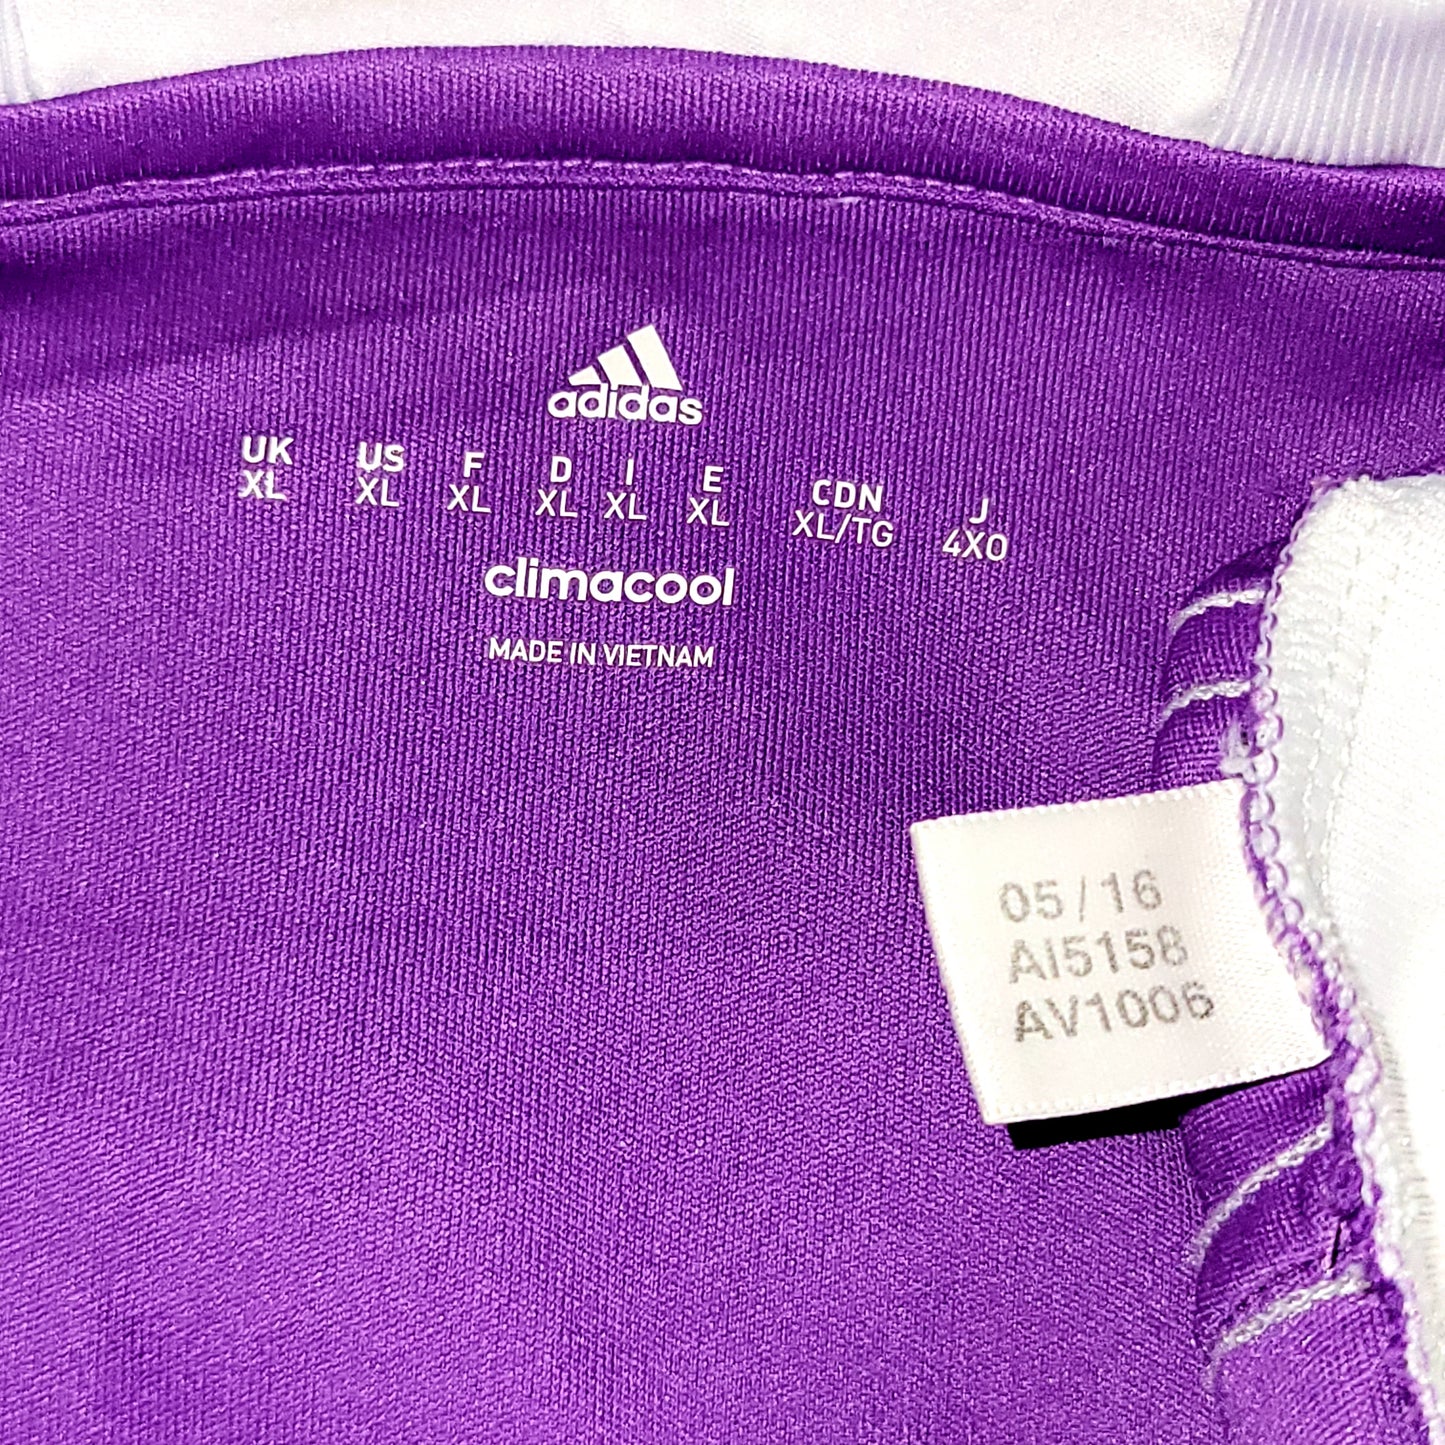 adidas
UK US F D I E CDN J
XL XL XL XL XL XL XL/TG 4XO
climacool
MADE IN VIETNAM
05/16
AI5158
AV1006